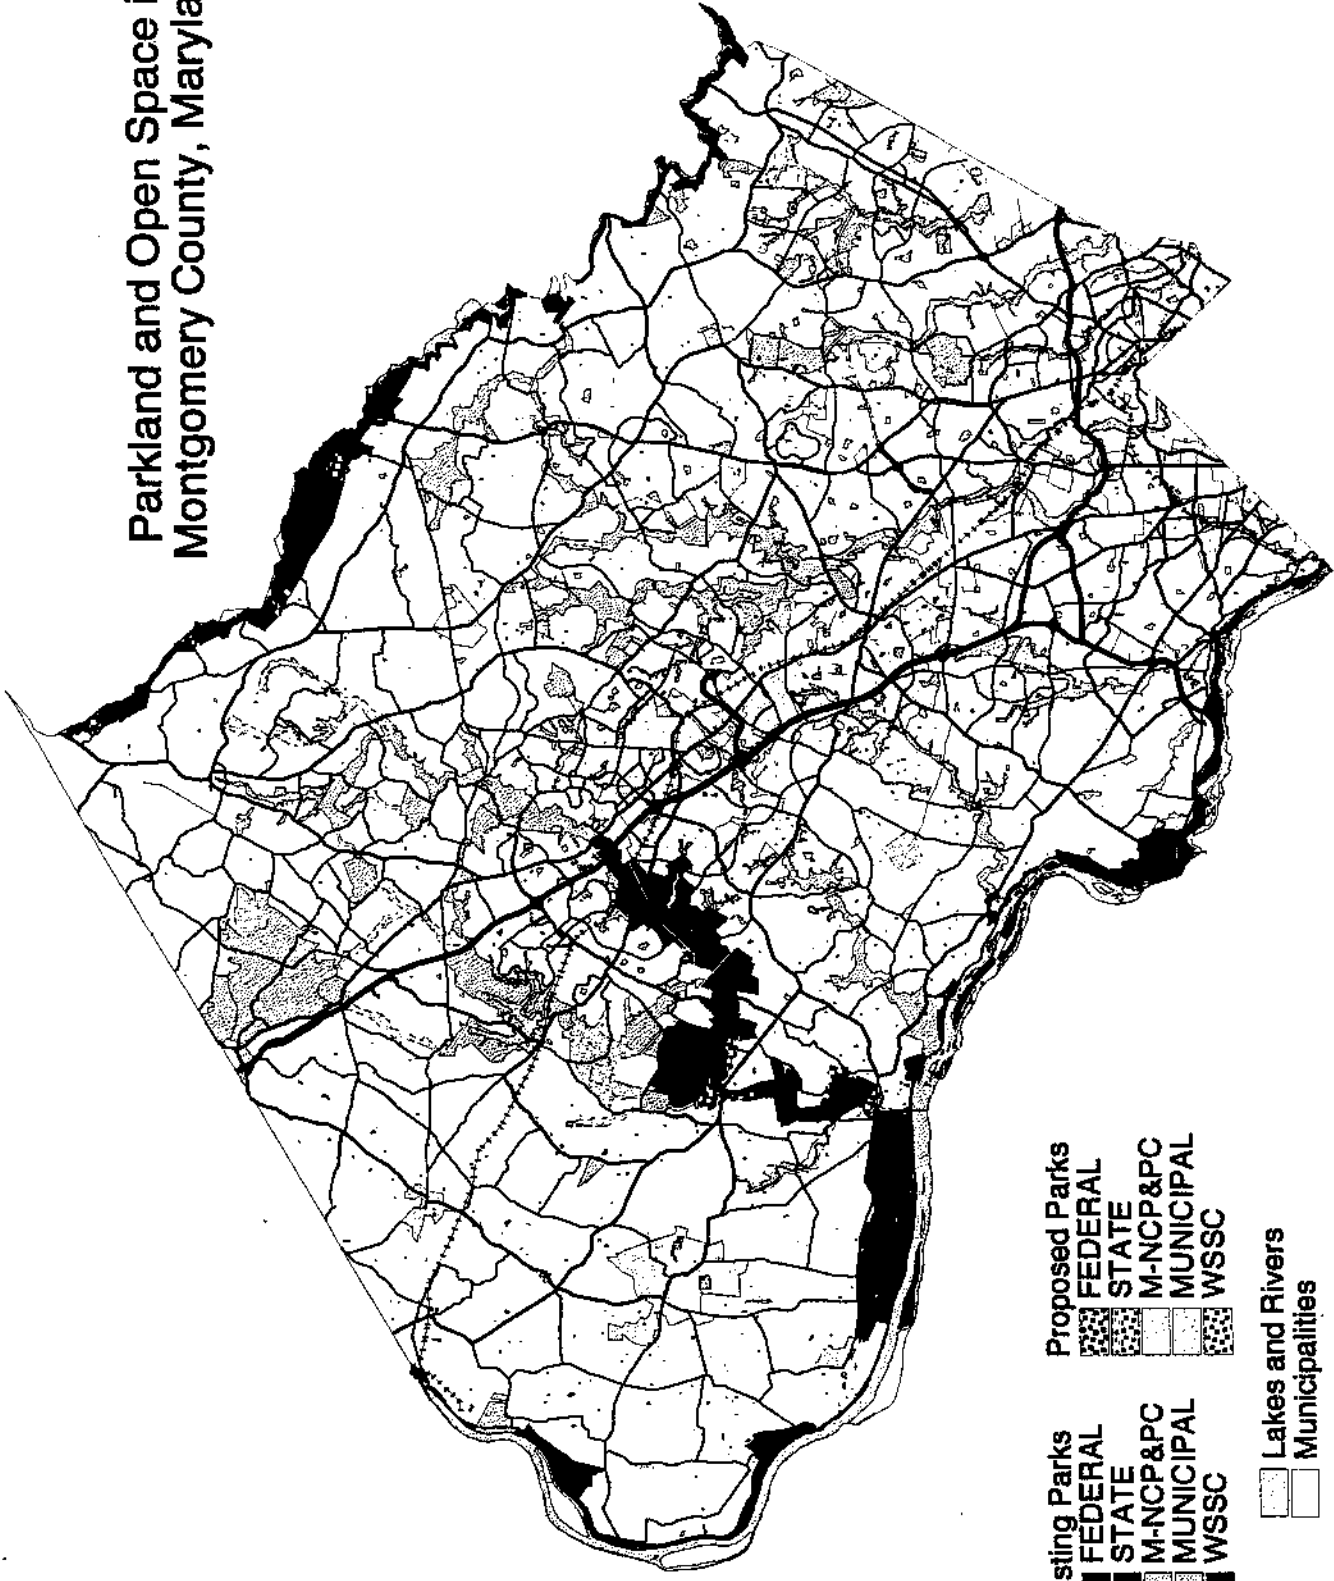 Parkland and Open Space i
Montgomery County, Maryla
sting Parks
FEDERAL
STATE
M-NCP&PC
MUNICIPAL
WSSC
Proposed Parks
FEDERAL
STATE
M-NCP&PC
MUNICIPAL
WSSC
Lakes and Rivers
Municipalities